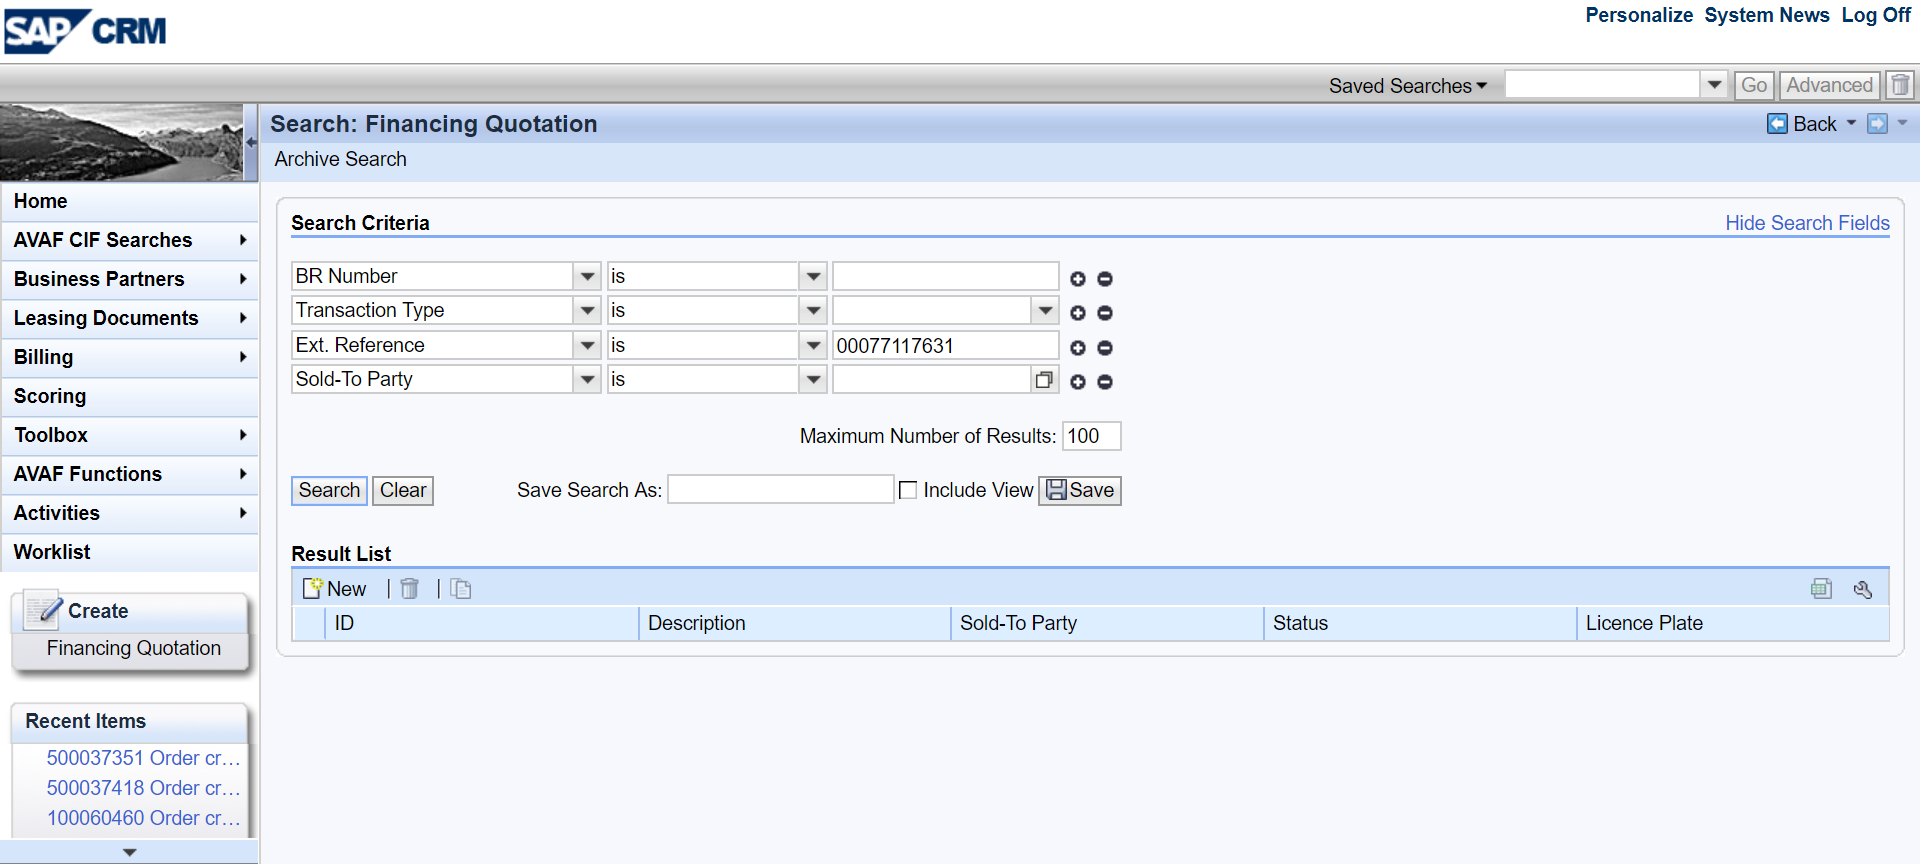 SAP CRM
Personalize System News Log Off
Saved Searches Go Advanced
Search: Financing Quotation
Back
Archive Search
Home
AVAF CIF Searches
Business Partners
Leasing Documents
Billing
Scoring
Toolbox
AVAF Functions
Activities
Worklist
Create
Financing Quotation
Recent Items
500037351 Order cr...
500037418 Order cr...
100060460 Order cr...
Search Criteria
Hide Search Fields
BR Number is
Transaction Type is
Ext. Reference is 00077117631
Sold-To Party is
Maximum Number of Results: 100
Search Clear Save Search As: Include View Save
Result List
New
ID Description Sold-To Party Status Licence Plate